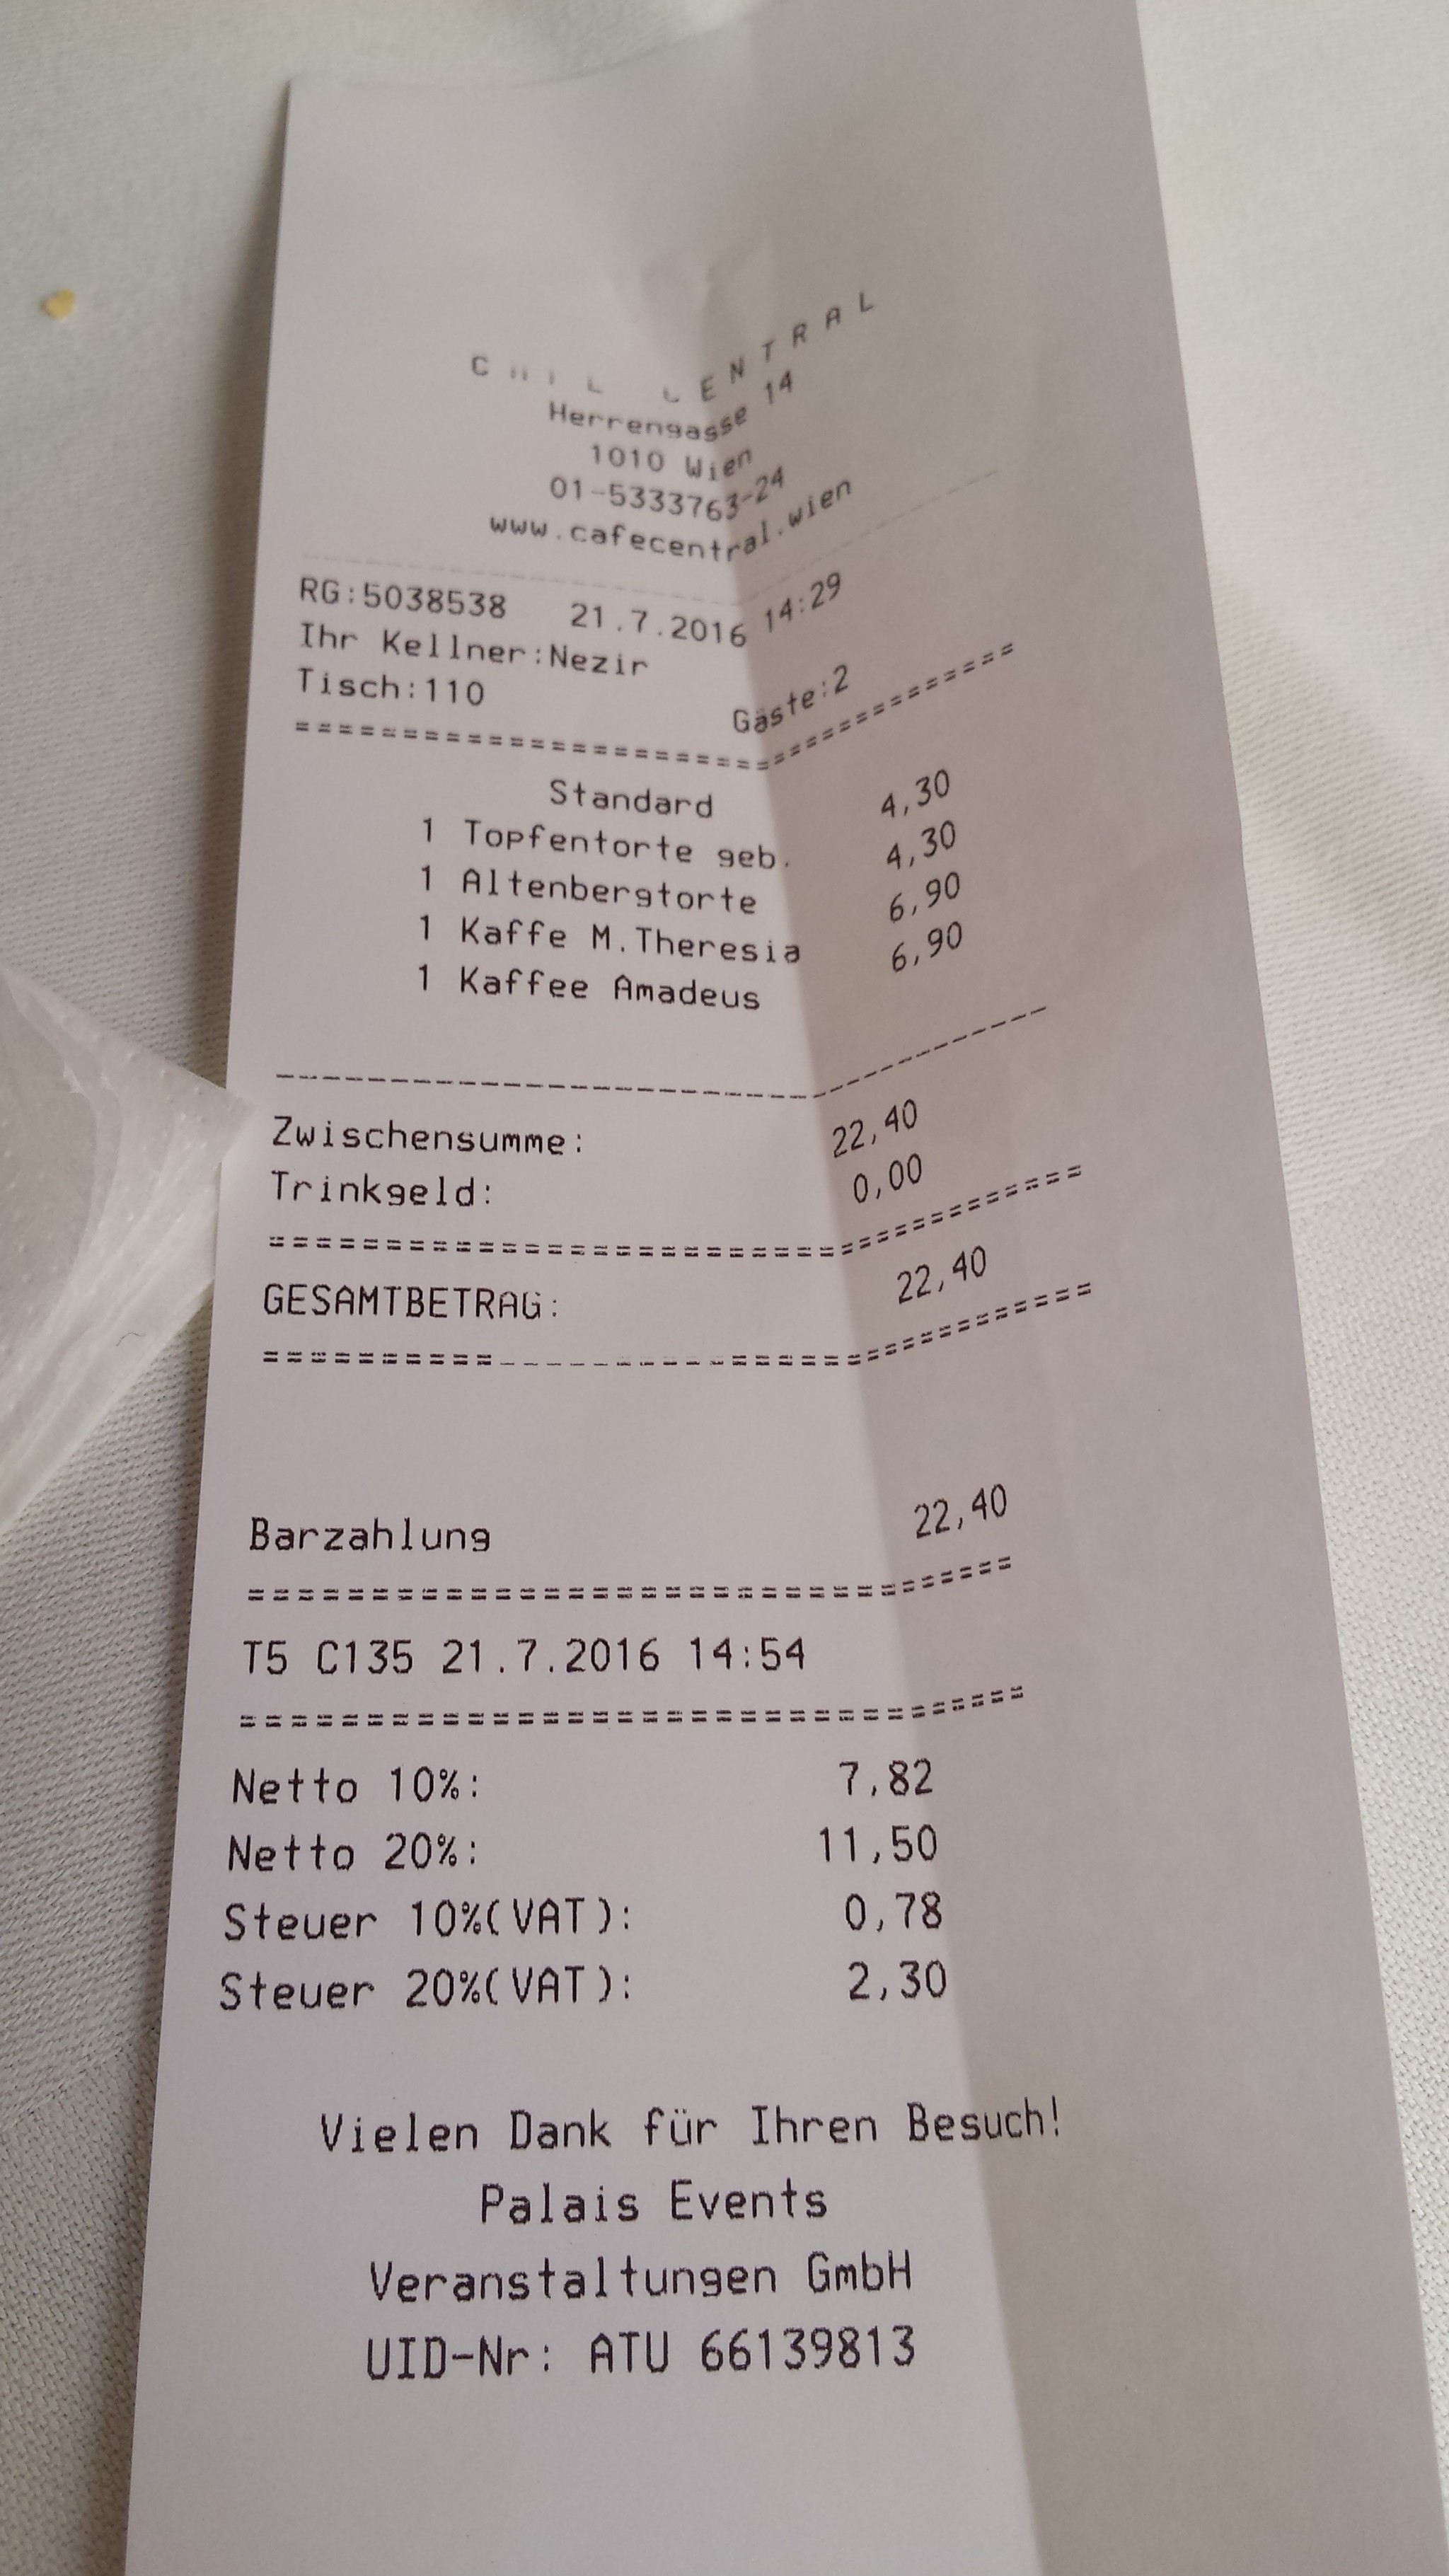 CAFE CENTRAL
Herrengasse 14
1010 Wien
01-5333763-24
www.cafecentral.wien
RG:5038538 21.7.2016 14:29
Ihr Kellner:Nezir
Tisch:110 Gäste:2
Standard
1 Topfentorte geb. 4,30
1 Altenbergtorte 4,30
1 Kaffe M.Theresia 6,90
1 Kaffee Amadeus 6,90
Zwischensumme: 22,40
Trinkgeld: 0,00
GESAMTBETRAG: 22,40
Barzahlung 22,40
T5 C135 21.7.2016 14:54
Netto 10%: 7,82
Netto 20%: 11,50
Steuer 10%(VAT): 0,78
Steuer 20%(VAT): 2,30
Vielen Dank für Ihren Besuch!
Palais Events
Veranstaltungen GmbH
UID-Nr: ATU 66139813